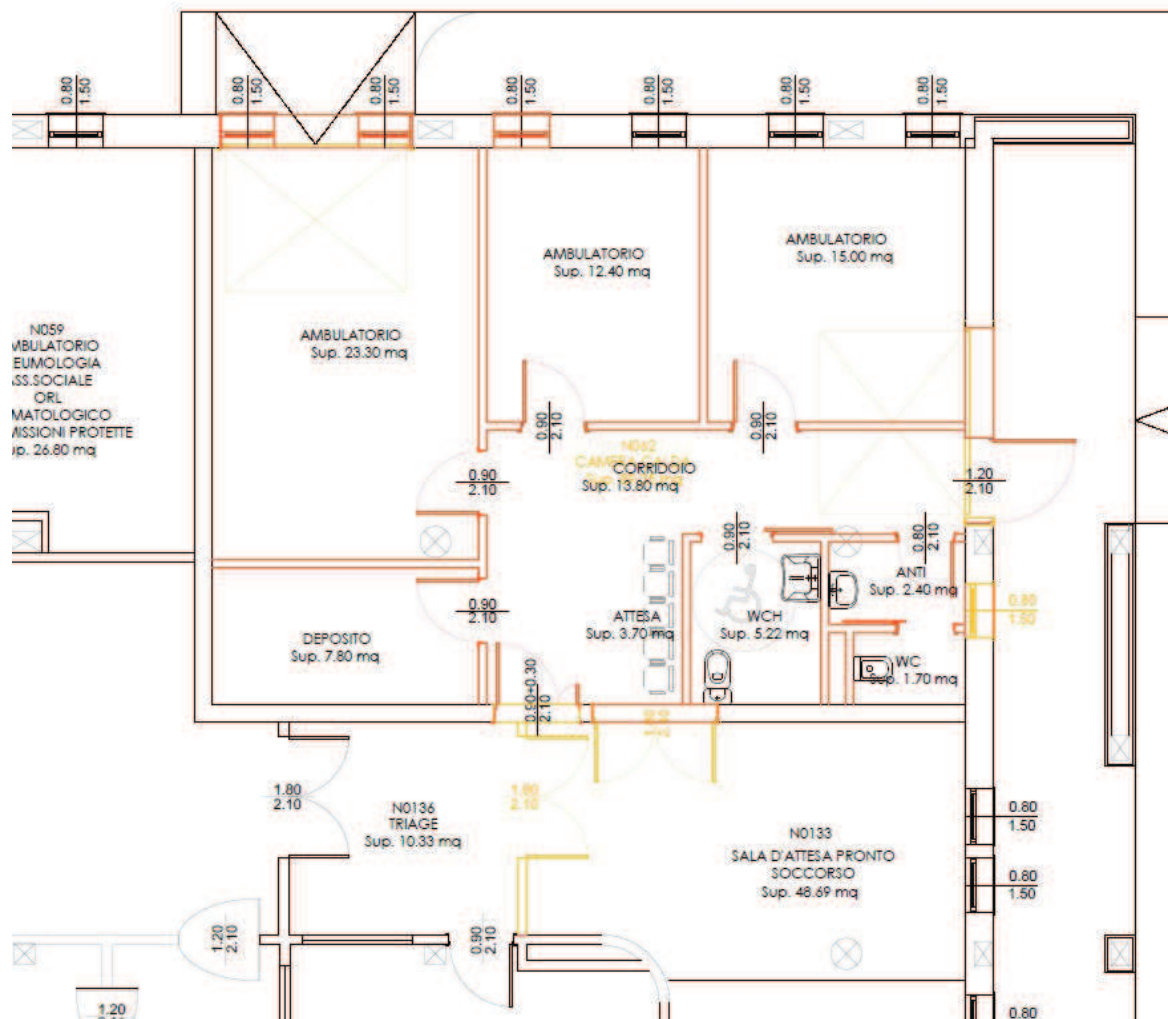 0.80
1.50
0.80
1.50
0.80
1.50
0.80
1.50
0.80
1.50
0.80
1.50
0.80
1.50
AMBULATORIO
Sup. 23.30 mq
AMBULATORIO
Sup. 12.40 mq
AMBULATORIO
Sup. 15.00 mq
N059
MBULATORIO
EUMOLOGIA
SS.SOCIALE
ORL
MATOLOGICO
MISSIONI PROTETTE
up. 26.80 mq
0.90
2.10
0.90
2.10
N062
CAMERA CALDA
CORRIDOIO
Sup. 13.80 mq
0.90
2.10
1.20
2.10
0.90
2.10
0.80
2.10
ANTI
Sup. 2.40 mq
0.80
1.50
0.90
2.10
DEPOSITO
Sup. 7.80 mq
ATTESA
Sup. 3.70 mq
WCH
Sup. 5.22 mq
WC
Sup. 1.70 mq
0.90+0.30
2.10
1.80
2.10
1.80
2.10
N0136
TRIAGE
Sup. 10.33 mq
N0133
SALA D'ATTESA PRONTO
SOCCORSO
Sup. 48.69 mq
0.80
1.50
0.80
1.50
1.20
2.10
0.90
2.10
1.20
0.80